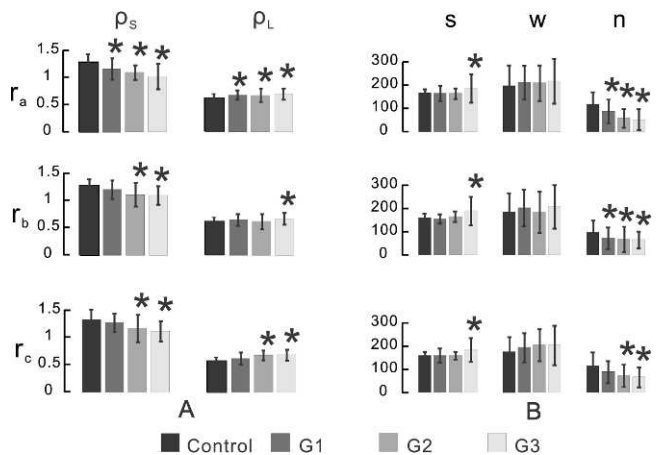 ρS ρL s w n
ra 1.5 1 0.5 0 * * * * * * 300 200 100 0 * * * *
rb 1.5 1 0.5 0 * * * 300 200 100 0 * * * *
rc 1.5 1 0.5 0 * * * * 300 200 100 0 * * *
A B
Control G1 G2 G3